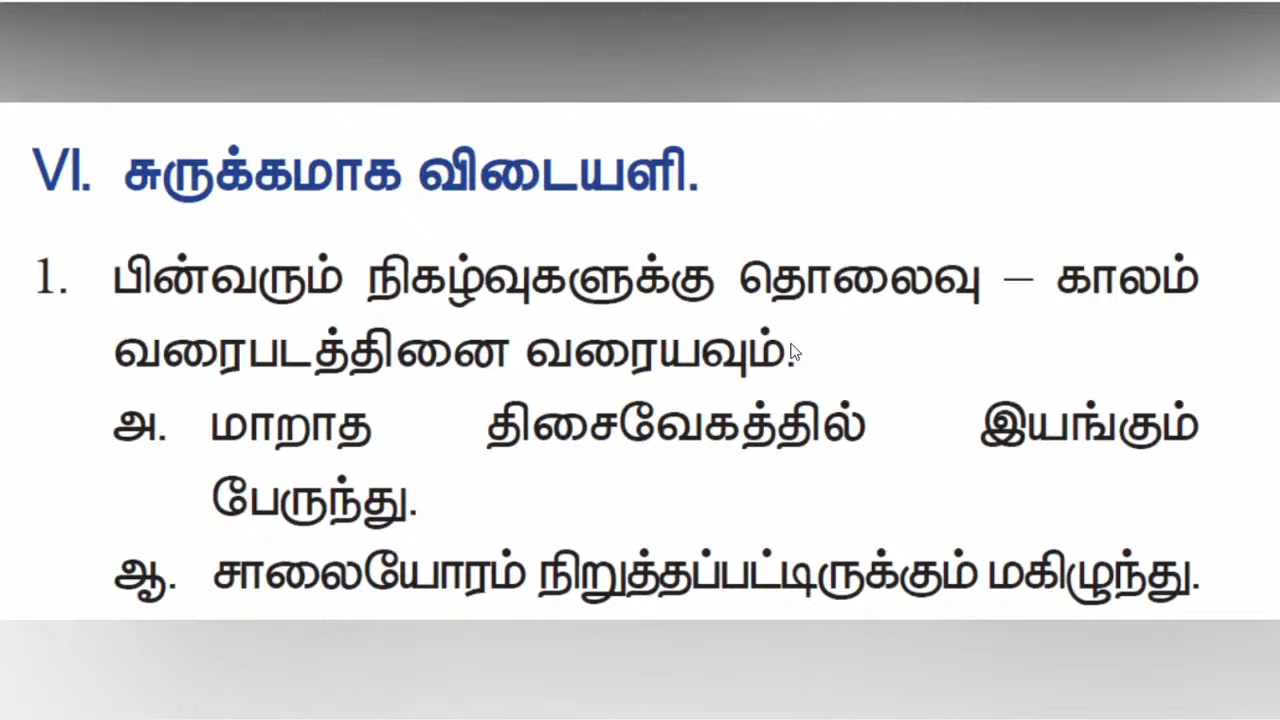 VI. சுருக்கமாக விடையளி.
1. பின்வரும் நிகழ்வுகளுக்கு தொலைவு – காலம்
வரைபடத்தினை வரையவும்.
அ. மாறாத திசைவேகத்தில் இயங்கும்
பேருந்து.
ஆ. சாலையோரம் நிறுத்தப்பட்டிருக்கும் மகிழுந்து.